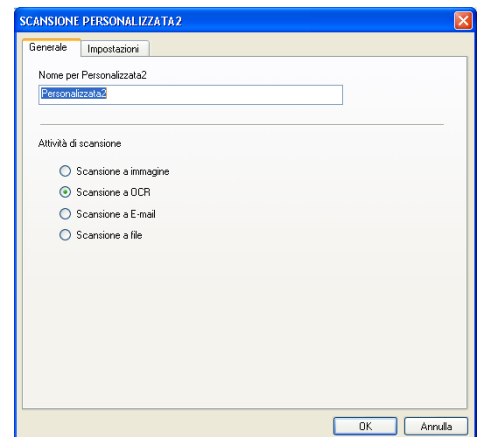 SCANSIONE PERSONALIZZATA2
Generale Impostazioni
Nome per Personalizzata2
Personalizzata2
Attività di scansione
Scansione a immagine
Scansione a OCR
Scansione a E-mail
Scansione a file
OK Annulla